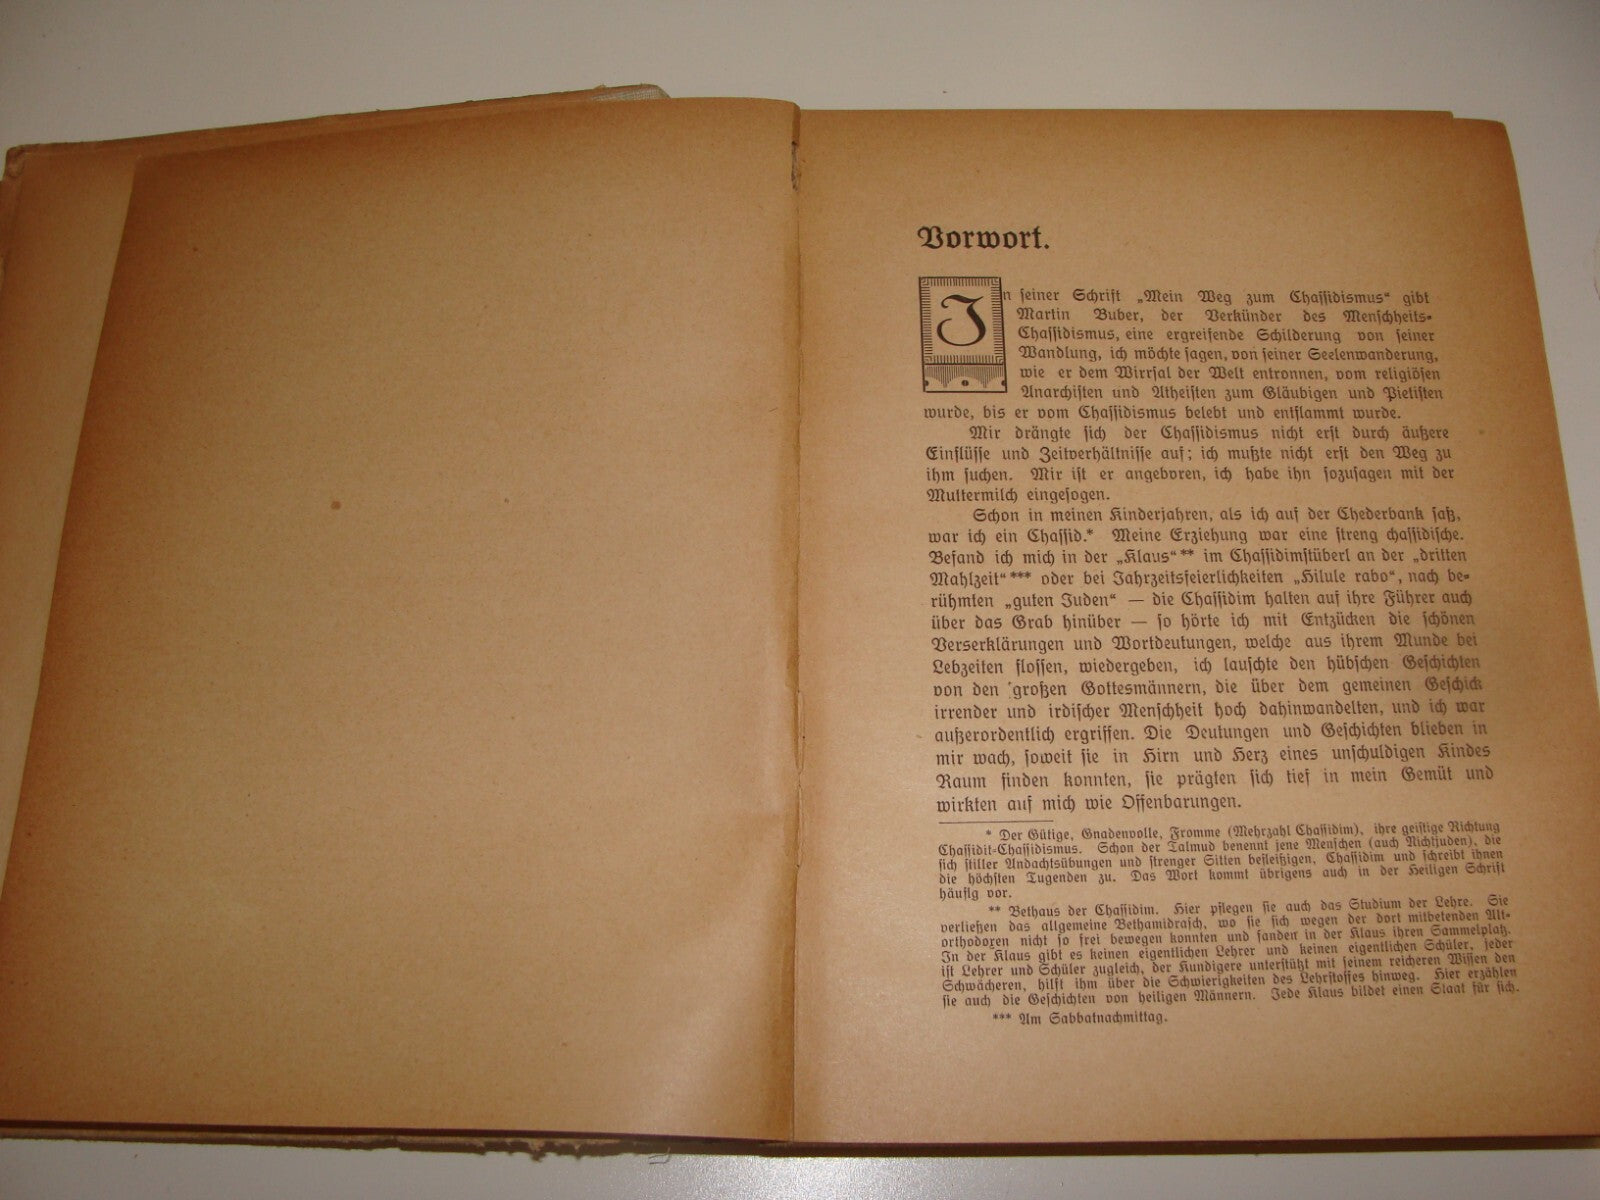 Vorwort.
In seiner Schrift „Mein Weg zum Chassidismus“ gibt
Martin Buber, der Verkünder des Menschheits-
Chassidismus, eine ergreifende Schilderung von seiner
Wandlung, ich möchte sagen, von seiner Seelenwanderung,
wie er dem Wirrsal der Welt entronnen, vom religiösen
Anarchisten und Atheisten zum Gläubigen und Pietisten
wurde, bis er vom Chassidismus belebt und entflammt wurde.
Mir drängte sich der Chassidismus nicht erst durch äußere
Einflüsse und Zeitverhältnisse auf; ich mußte nicht erst den Weg zu
ihm suchen. Mir ist er angeboren, ich habe ihn sozusagen mit der
Muttermilch eingesogen.
Schon in meinen Kinderjahren, als ich auf der Chederbank saß,
war ich ein Chassid.* Meine Erziehung war eine streng chassidische.
Befand ich mich in der „Klaus“** im Chassidimstüberl an der „dritten
Mahlzeit“*** oder bei Jahrzeitsfeierlichkeiten „Hilule rabo“, nach be-
rühmten „guten Juden“ — die Chassidim halten auf ihre Führer auch
über das Grab hinüber — so hörte ich mit Entzücken die schönen
Verserklärungen und Wortdeutungen, welche aus ihrem Munde bei
Lebzeiten flossen, wiedergeben, ich lauschte den hübschen Geschichten
von den großen Gottesmännern, die über dem gemeinen Geschick
irrender und irdischer Menschheit hoch dahinwandelten, und ich war
außerordentlich ergriffen. Die Deutungen und Geschichten blieben in
mir wach, soweit sie in Hirn und Herz eines unschuldigen Kindes
Raum finden konnten, sie prägten sich tief in mein Gemüt und
wirkten auf mich wie Offenbarungen.
* Der Gütige, Gnadenvolle, Fromme (Mehrzahl Chassidim), ihre geistige Richtung
Chassidit-Chassidismus. Schon der Talmud benennt jene Menschen (auch Nichtjuden), die
sich stiller Andachtsübungen und strenger Sitten befleißigen, Chassidim und schreibt ihnen
die höchsten Tugenden zu. Das Wort kommt übrigens auch in der Heiligen Schrift
häufig vor.
** Bethaus der Chassidim. Hier pflegen sie auch das Studium der Lehre. Sie
verließen das allgemeine Bethamidrasch, wo sie sich wegen der dort mitbetenden Alt-
orthodoxen nicht so frei bewegen konnten und fanden in der Klaus ihren Sammelplatz.
In der Klaus gibt es keinen eigentlichen Lehrer und keinen eigentlichen Schüler, jeder
ist Lehrer und Schüler zugleich, der Kundigere unterstützt mit seinem reicheren Wissen den
Schwächeren, hilft ihm über die Schwierigkeiten des Lehrstoffes hinweg. Hier erzählen
sie auch die Geschichten von heiligen Männern. Jede Klaus bildet einen Staat für sich.
*** Am Sabbatnachmittag.